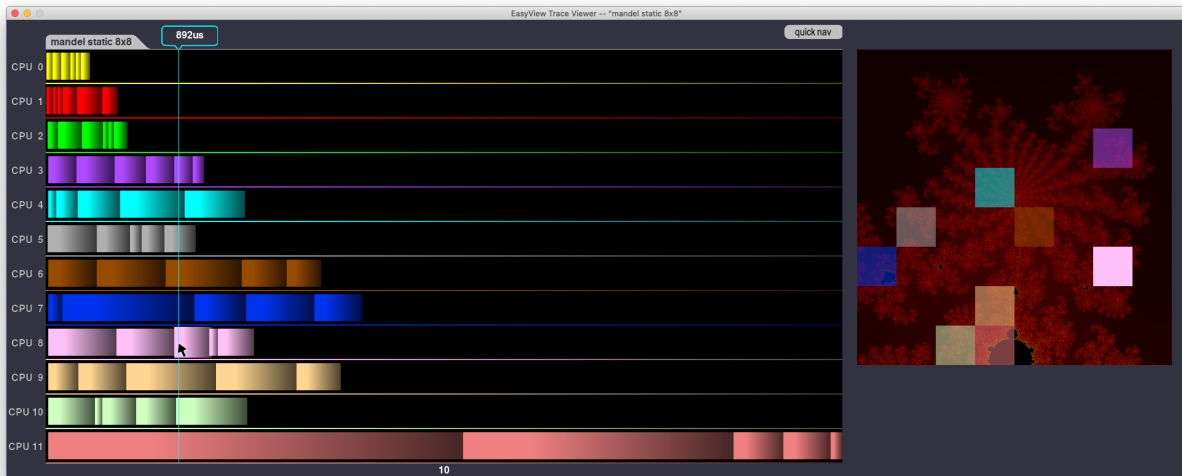 EasyView Trace Viewer -- "mandel static 8x8"
892us
quick nav
mandel static 8x8
CPU 0
CPU 1
CPU 2
CPU 3
CPU 4
CPU 5
CPU 6
CPU 7
CPU 8
CPU 9
CPU 10
CPU 11
10